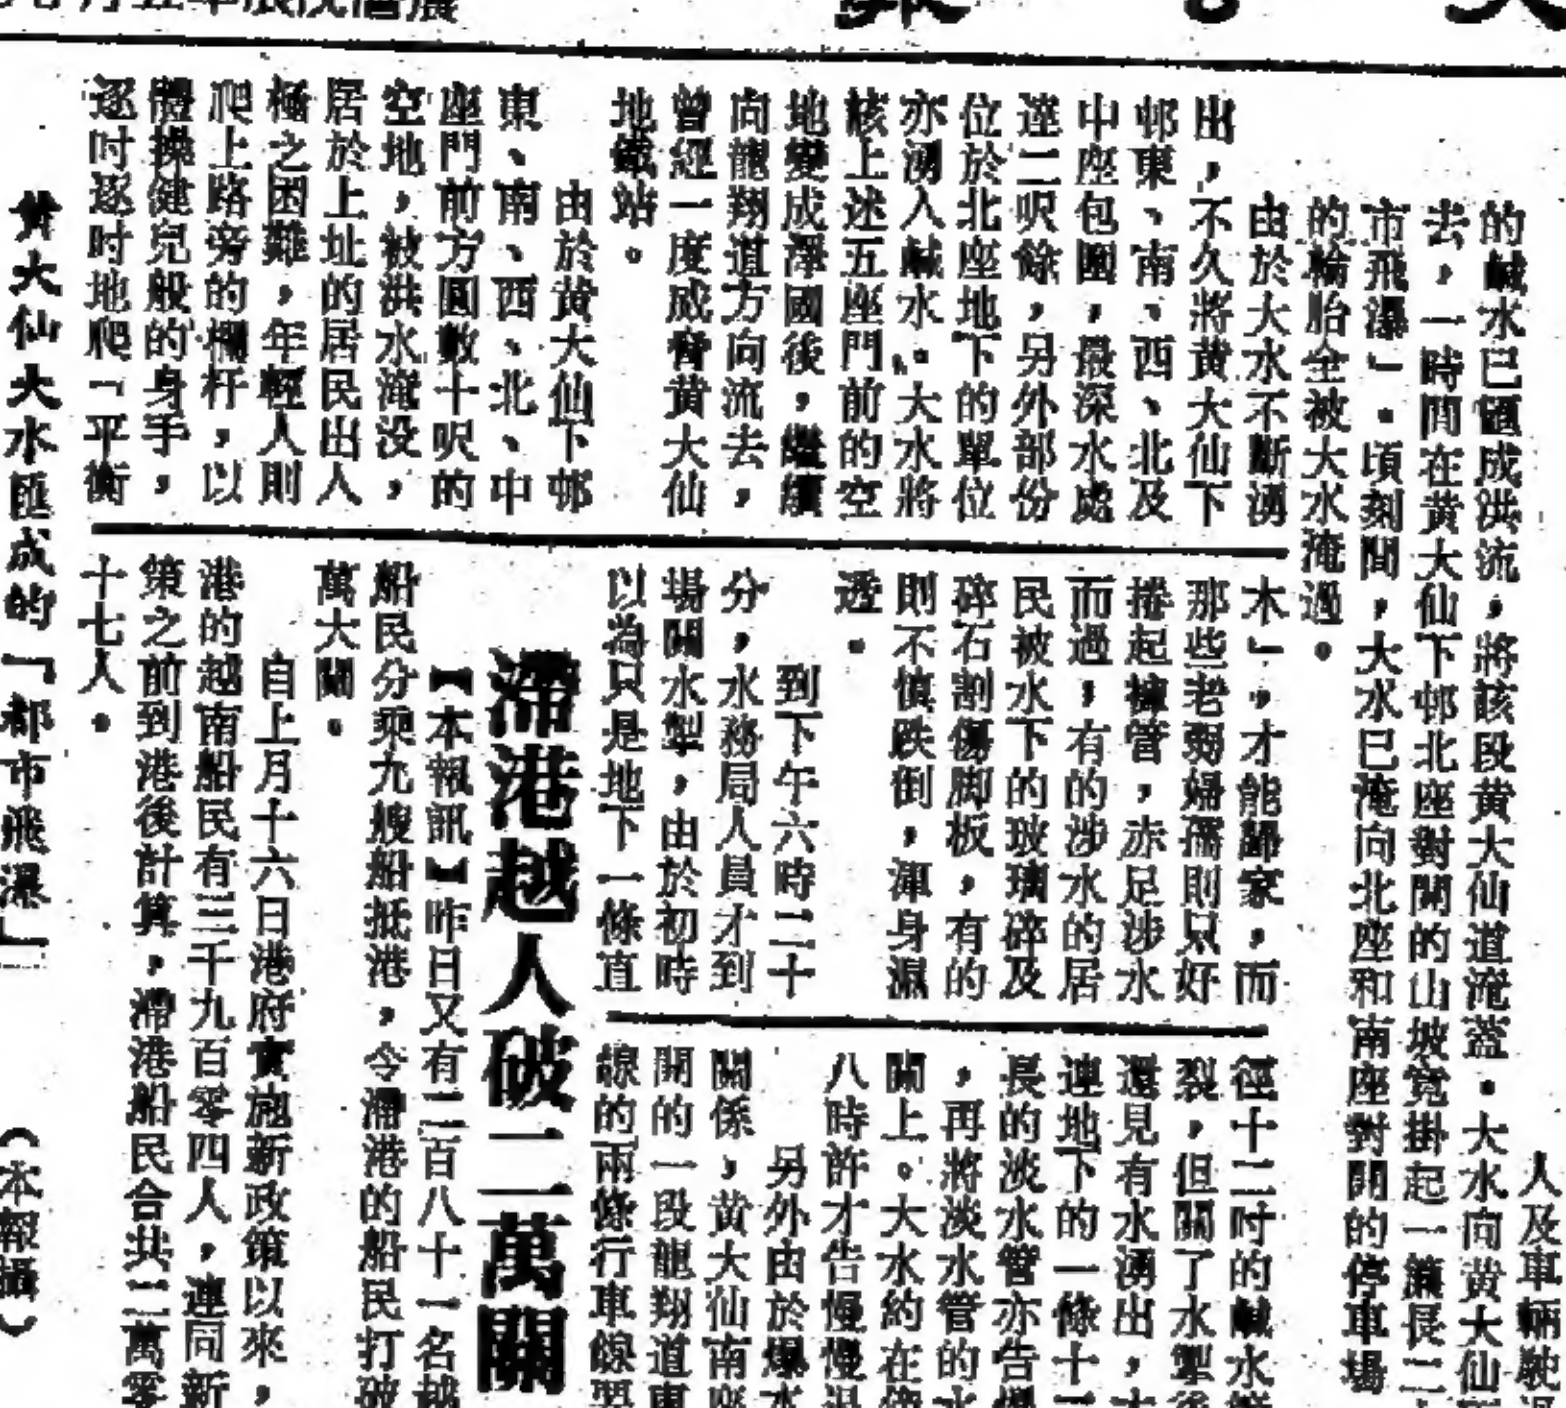 人及車輛駛
的鹹水已匯成洪流，將該段黄大仙道淹蓋。大水向黄大仙
去，一時間在黄大仙下邨北座對開的山坡竟掛起一簾長二
市飛瀑」。頃刻間，大水已淹向北座和南座對開的停車場
的輪胎全被大水淹過。
由於大水不斷湧
出，不久將黄大仙下
邨東、南、西、北及
中座包圍，最深水處
達二呎餘，另外部份
位於北座地下的單位
亦湧入鹹水。大水將
核上述五座門前的空
地變成澤國後，繼續
向龍翔道方向流去，
曾經一度威脅黄大仙
地鐵站。
由於黄大仙下邨
東、南、西、北、中
座門前方圓數十呎的
空地，被洪水淹没，
居於上址的居民出入
極之困難，年輕人則
爬上路旁的欄杆，以
體操健兒般的身手，
逐吋逐吋地爬「平衡
木」，才能歸家，而
那些老弱婦孺則只好
捲起褲管，赤足涉水
而過，有的涉水的居
民被水下的玻璃碎及
碎石割傷脚板，有的
則不慎跌倒，渾身濕
透。
到下午六時二十
分，水務局人員才到
場關水掣，由於初時
以為只是地下一條直
徑十二吋的鹹水
裂，但關了水掣後
還見有水湧出，
連地下的一條十二
長的淡水管亦告爆
，再將淡水管的水
關上。大水約在
八時許才告慢慢退
另外由於爆水
關係，黄大仙南座
開的一段龍翔道東
線的兩條行車線
滯港越人破二萬關
【本報訊】昨日又有二百八十一名越
船民分乘九艘船抵港，令滯港的船民打破
萬大關。
自上月十六日港府實施新政策以來，
港的越南船民有三千九百零四人，連同新
策之前到港後計算，滯港船民合共二萬零
十七人。
黄大仙大水匯成的「都市飛瀑」
（本報攝）